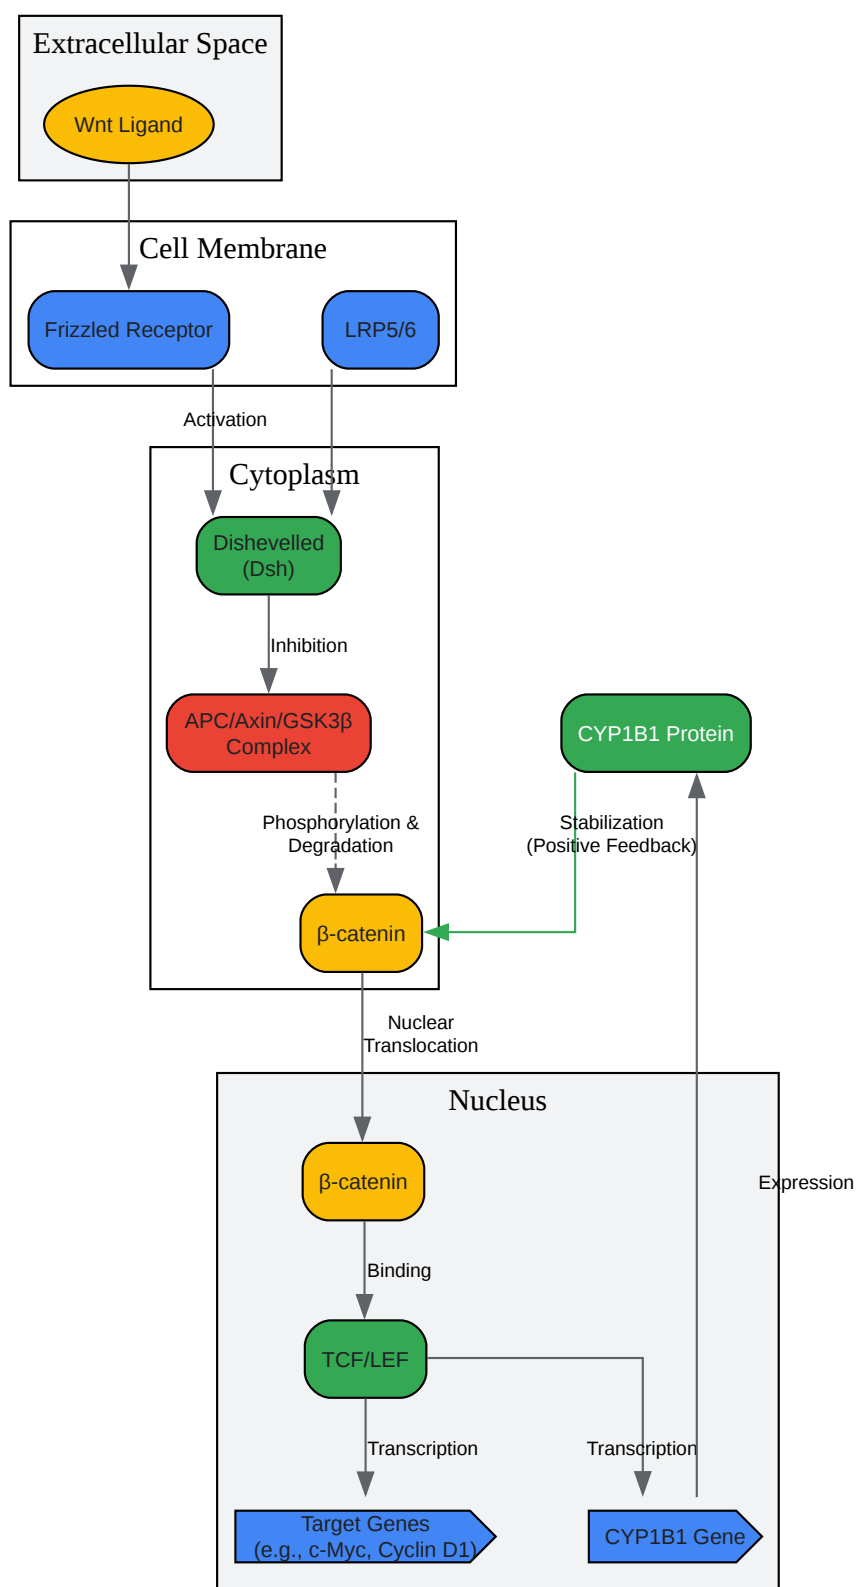 Extracellular Space
Wnt Ligand
Cell Membrane
Frizzled Receptor
LRP5/6
Activation
Cytoplasm
Dishevelled
(Dsh)
Inhibition
APC/Axin/GSK3β
Complex
CYP1B1 Protein
Phosphorylation &
Degradation
Stabilization
(Positive Feedback)
β-catenin
Nuclear
Translocation
Nucleus
β-catenin
Expression
Binding
TCF/LEF
Transcription
Transcription
Target Genes
(e.g., c-Myc, Cyclin D1)
CYP1B1 Gene